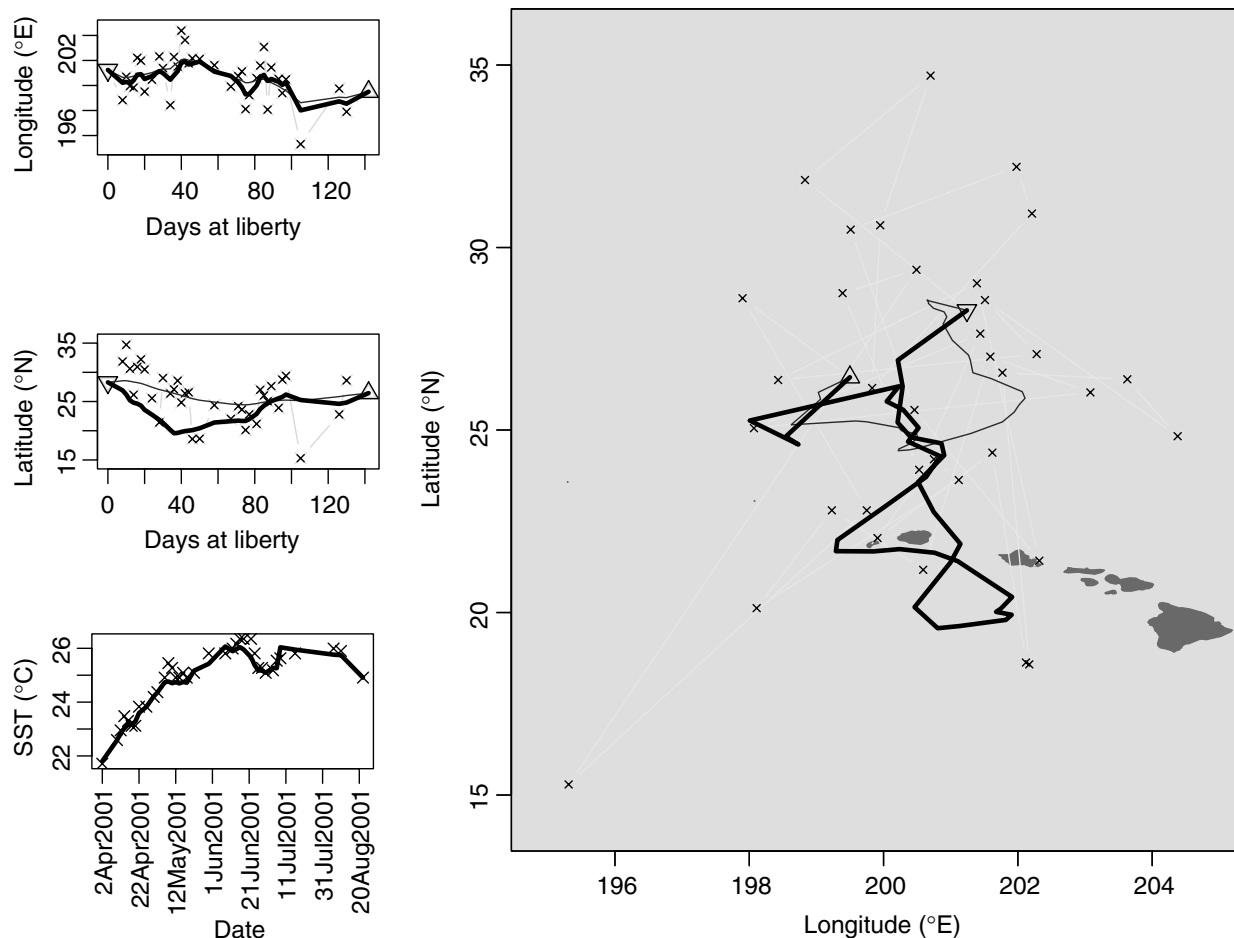 Longitude (°E)
202
200
196
0
40
80
120
Days at liberty
Latitude (°N)
35
25
15
0
40
80
120
Days at liberty
SST (°C)
26
24
22
2Apr2001
22Apr2001
12May2001
1Jun2001
21Jun2001
11Jul2001
31Jul2001
20Aug2001
Date
Latitude (°N)
35
30
25
20
15
196
198
200
202
204
Longitude (°E)